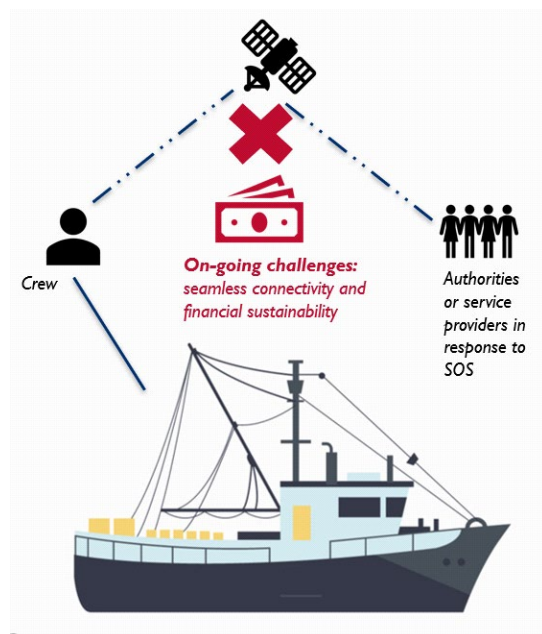 On-going challenges:
seamless connectivity and
financial sustainability
Crew
Authorities
or service
providers in
response to
SOS